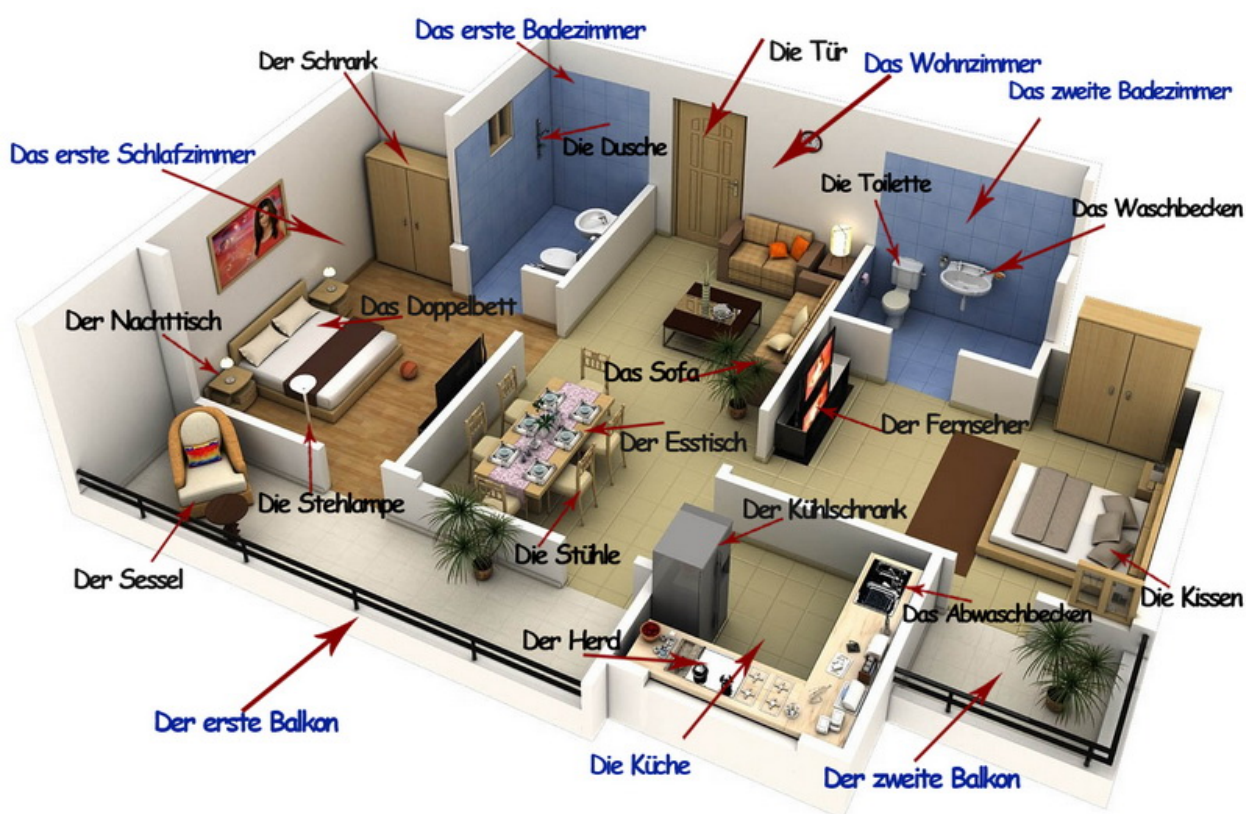 Das erste Badezimmer
Der Schrank
Die Tür
Das Wohnzimmer
Das zweite Badezimmer
Die Dusche
Das erste Schlafzimmer
Die Toilette
Das Waschbecken
Das Doppelbett
Der Nachttisch
Das Sofa
Der Fernseher
Der Esstisch
Die Stehlampe
Der Kühlschrank
Die Stühle
Der Sessel
Die Kissen
Das Abwaschbecken
Der Herd
Der erste Balkon
Die Küche
Der zweite Balkon